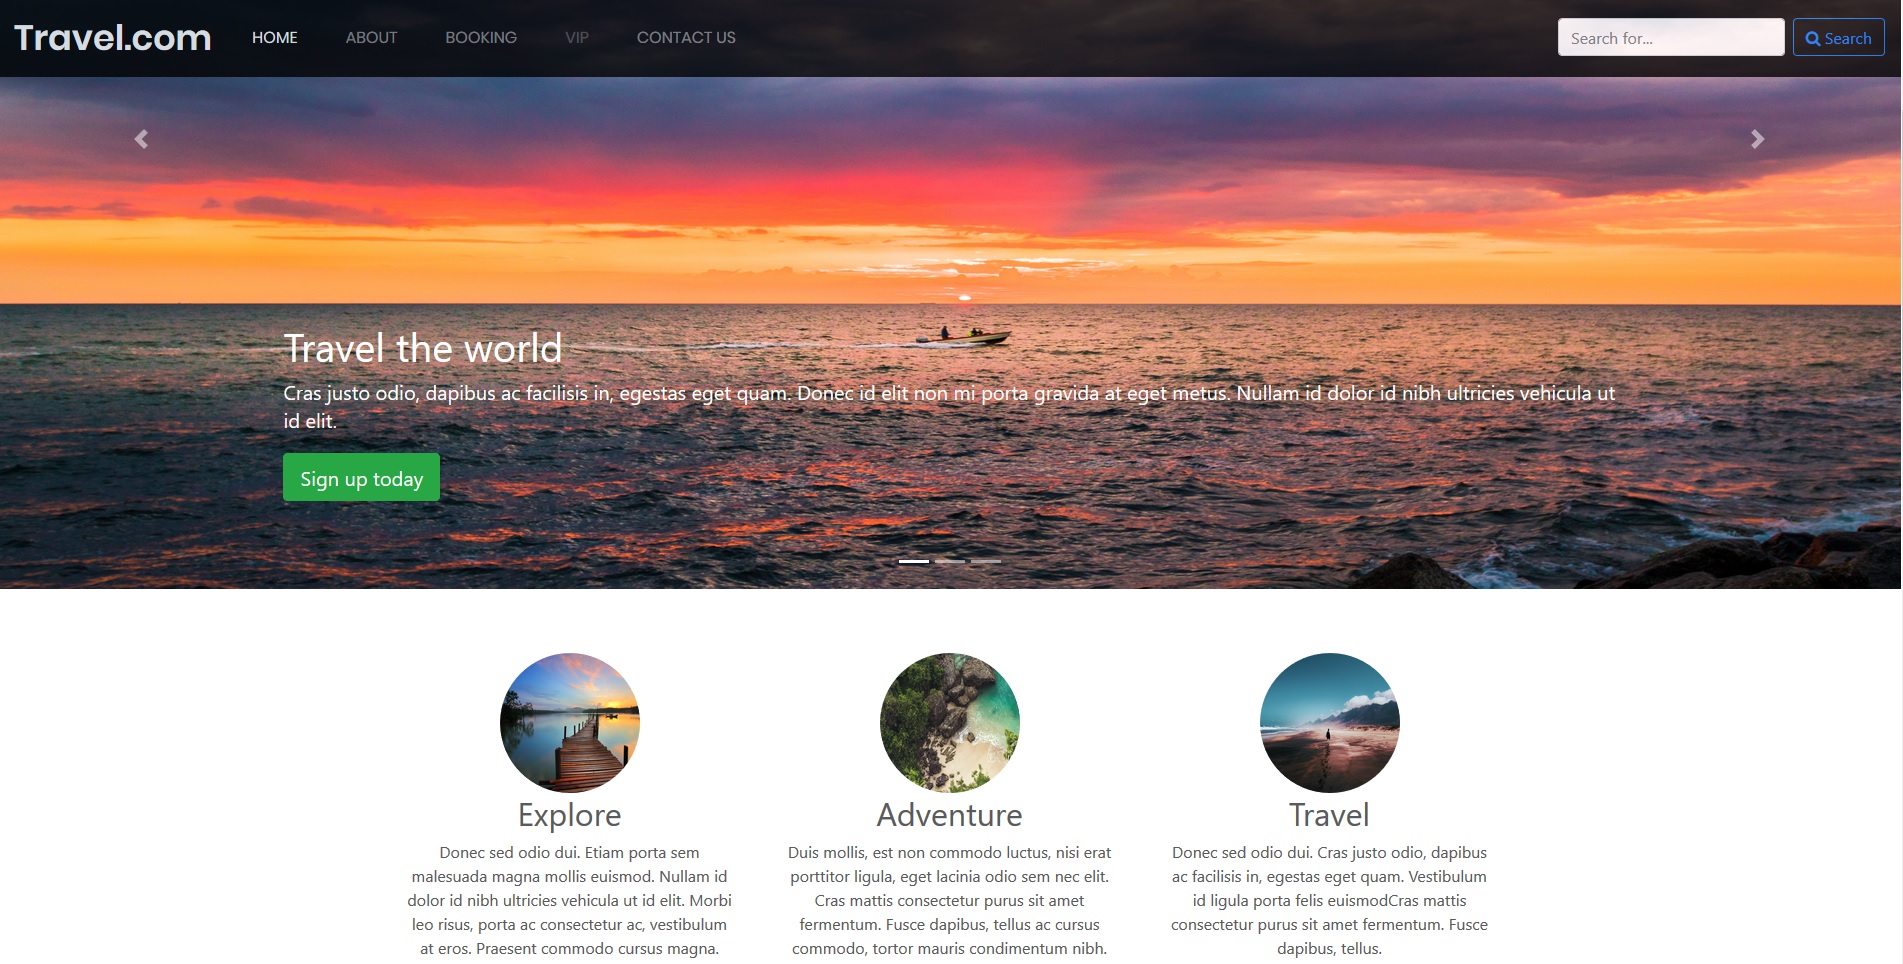 Travel.com HOME ABOUT BOOKING VIP CONTACT US Search for... Search
Travel the world
Cras justo odio, dapibus ac facilisis in, egestas eget quam. Donec id elit non mi porta gravida at eget metus. Nullam id dolor id nibh ultricies vehicula ut
id elit.
Sign up today
Explore
Donec sed odio dui. Etiam porta sem
malesuada magna mollis euismod. Nullam id
dolor id nibh ultricies vehicula ut id elit. Morbi
leo risus, porta ac consectetur ac, vestibulum
at eros. Praesent commodo cursus magna.
Adventure
Duis mollis, est non commodo luctus, nisi erat
porttitor ligula, eget lacinia odio sem nec elit.
Cras mattis consectetur purus sit amet
fermentum. Fusce dapibus, tellus ac cursus
commodo, tortor mauris condimentum nibh.
Travel
Donec sed odio dui. Cras justo odio, dapibus
ac facilisis in, egestas eget quam. Vestibulum
id ligula porta felis euismodCras mattis
consectetur purus sit amet fermentum. Fusce
dapibus, tellus.